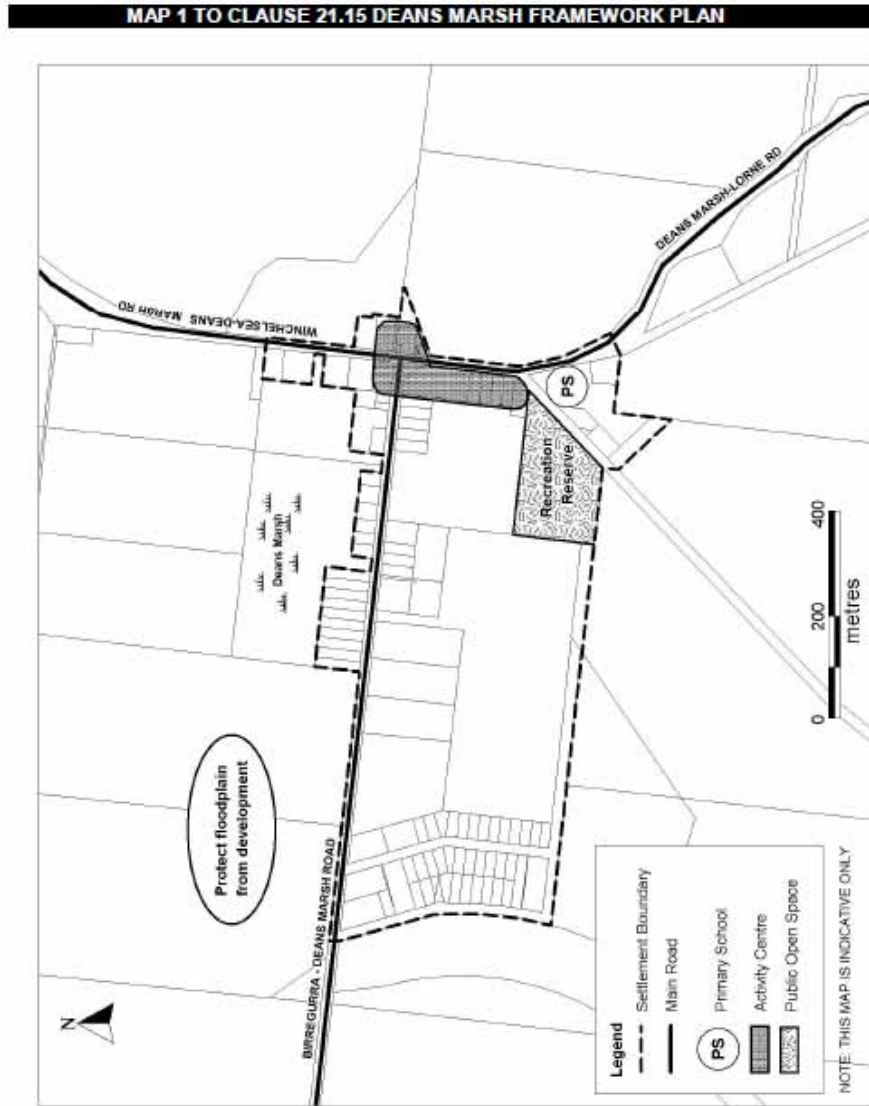 MAP 1 TO CLAUSE 21.15 DEANS MARSH FRAMEWORK PLAN
N
WINCHELSEA-DEANS MARSH RD
DEANS MARSH-LORNE RD
Deans Marsh
Protect floodplain
from development
BIRREGURRA - DEANS MARSH ROAD
Recreation
Reserve
PS
0 200 400
metres
Legend
Settlement Boundary
Main Road
PS Primary School
Activity Centre
Public Open Space
NOTE: THIS MAP IS INDICATIVE ONLY